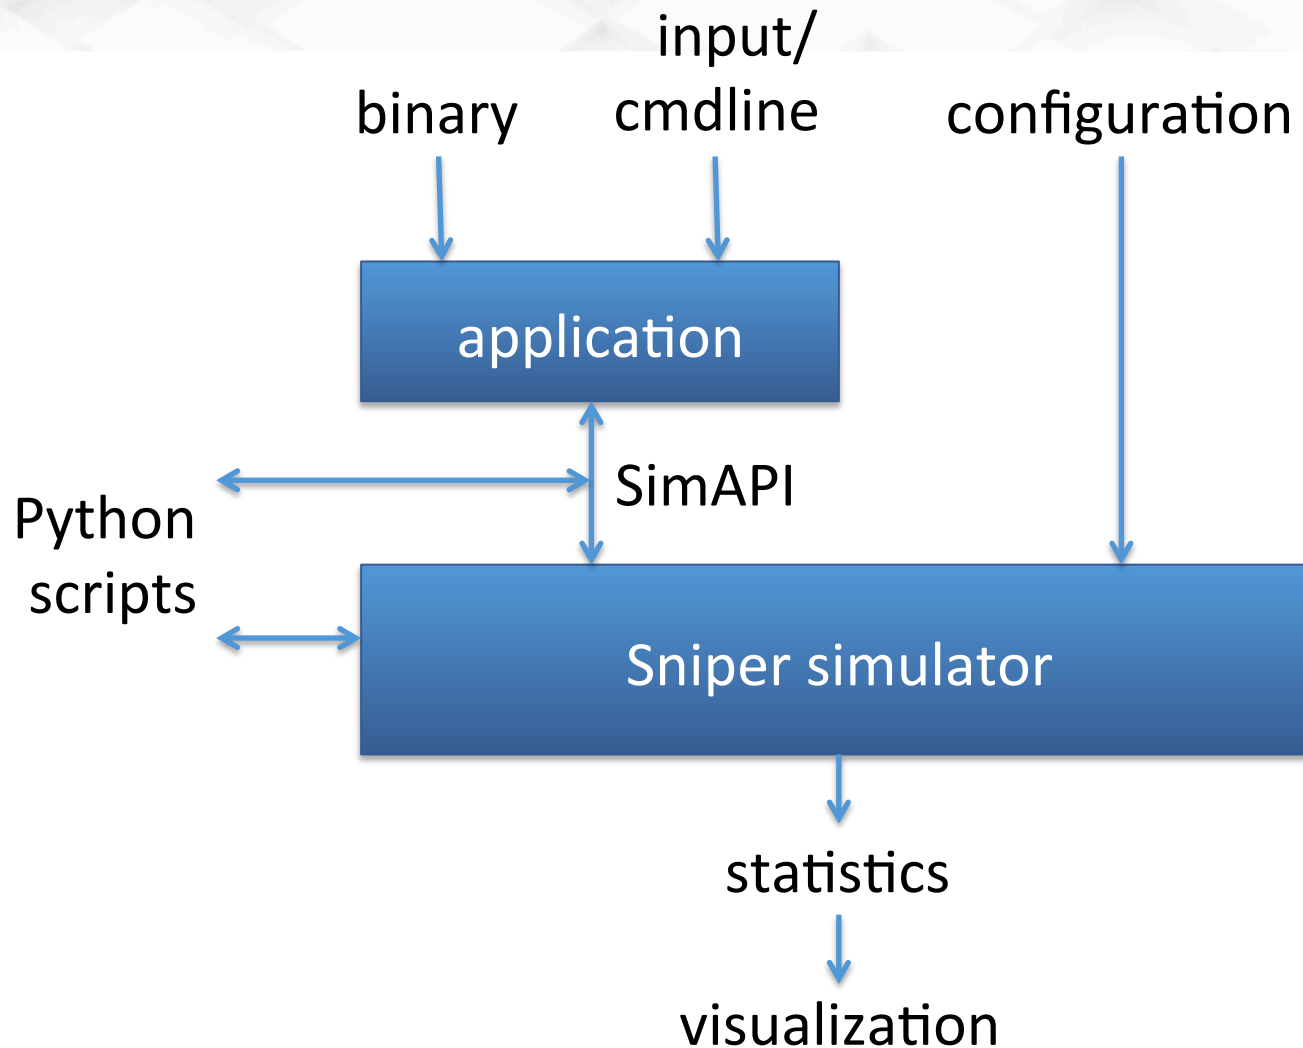 input/
binary
cmdline
configuration
application
SimAPI
Python
scripts
Sniper simulator
statistics
visualization